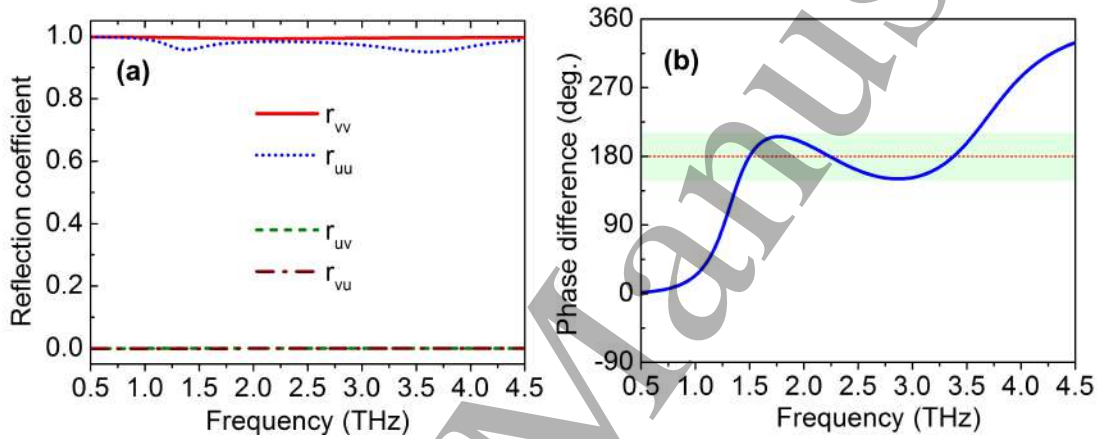 (a)
Reflection coefficient
1.0
0.8
0.6
0.4
0.2
0.0
r_vv
r_uu
r_uv
r_vu
0.5 1.0 1.5 2.0 2.5 3.0 3.5 4.0 4.5
Frequency (THz)
(b)
Phase difference (deg.)
360
270
180
90
0
-90
0.5 1.0 1.5 2.0 2.5 3.0 3.5 4.0 4.5
Frequency (THz)